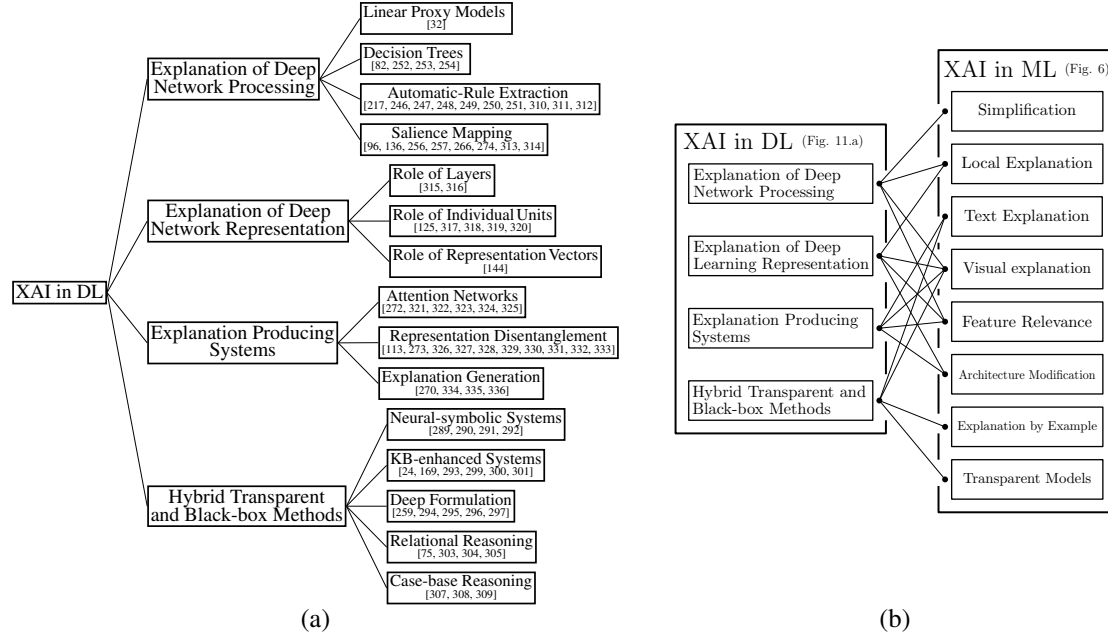 XAI in DL
Explanation of Deep
Network Processing
Linear Proxy Models
[32]
Decision Trees
[82, 252, 253, 254]
Automatic-Rule Extraction
[217, 246, 247, 248, 249, 250, 251, 310, 311, 312]
Salience Mapping
[96, 136, 256, 257, 266, 274, 313, 314]
Explanation of Deep
Network Representation
Role of Layers
[315, 316]
Role of Individual Units
[125, 317, 318, 319, 320]
Role of Representation Vectors
[144]
Explanation Producing
Systems
Attention Networks
[272, 321, 322, 323, 324, 325]
Representation Disentanglement
[113, 273, 326, 327, 328, 329, 330, 331, 332, 333]
Explanation Generation
[270, 334, 335, 336]
Hybrid Transparent
and Black-box Methods
Neural-symbolic Systems
[289, 290, 291, 292]
KB-enhanced Systems
[24, 169, 293, 299, 300, 301]
Deep Formulation
[259, 294, 295, 296, 297]
Relational Reasoning
[75, 303, 304, 305]
Case-base Reasoning
[307, 308, 309]
(a)
XAI in DL (Fig. 11.a)
Explanation of Deep
Network Processing
Explanation of Deep
Learning Representation
Explanation Producing
Systems
Hybrid Transparent and
Black-box Methods
XAI in ML (Fig. 6)
Simplification
Local Explanation
Text Explanation
Visual explanation
Feature Relevance
Architecture Modification
Explanation by Example
Transparent Models
(b)